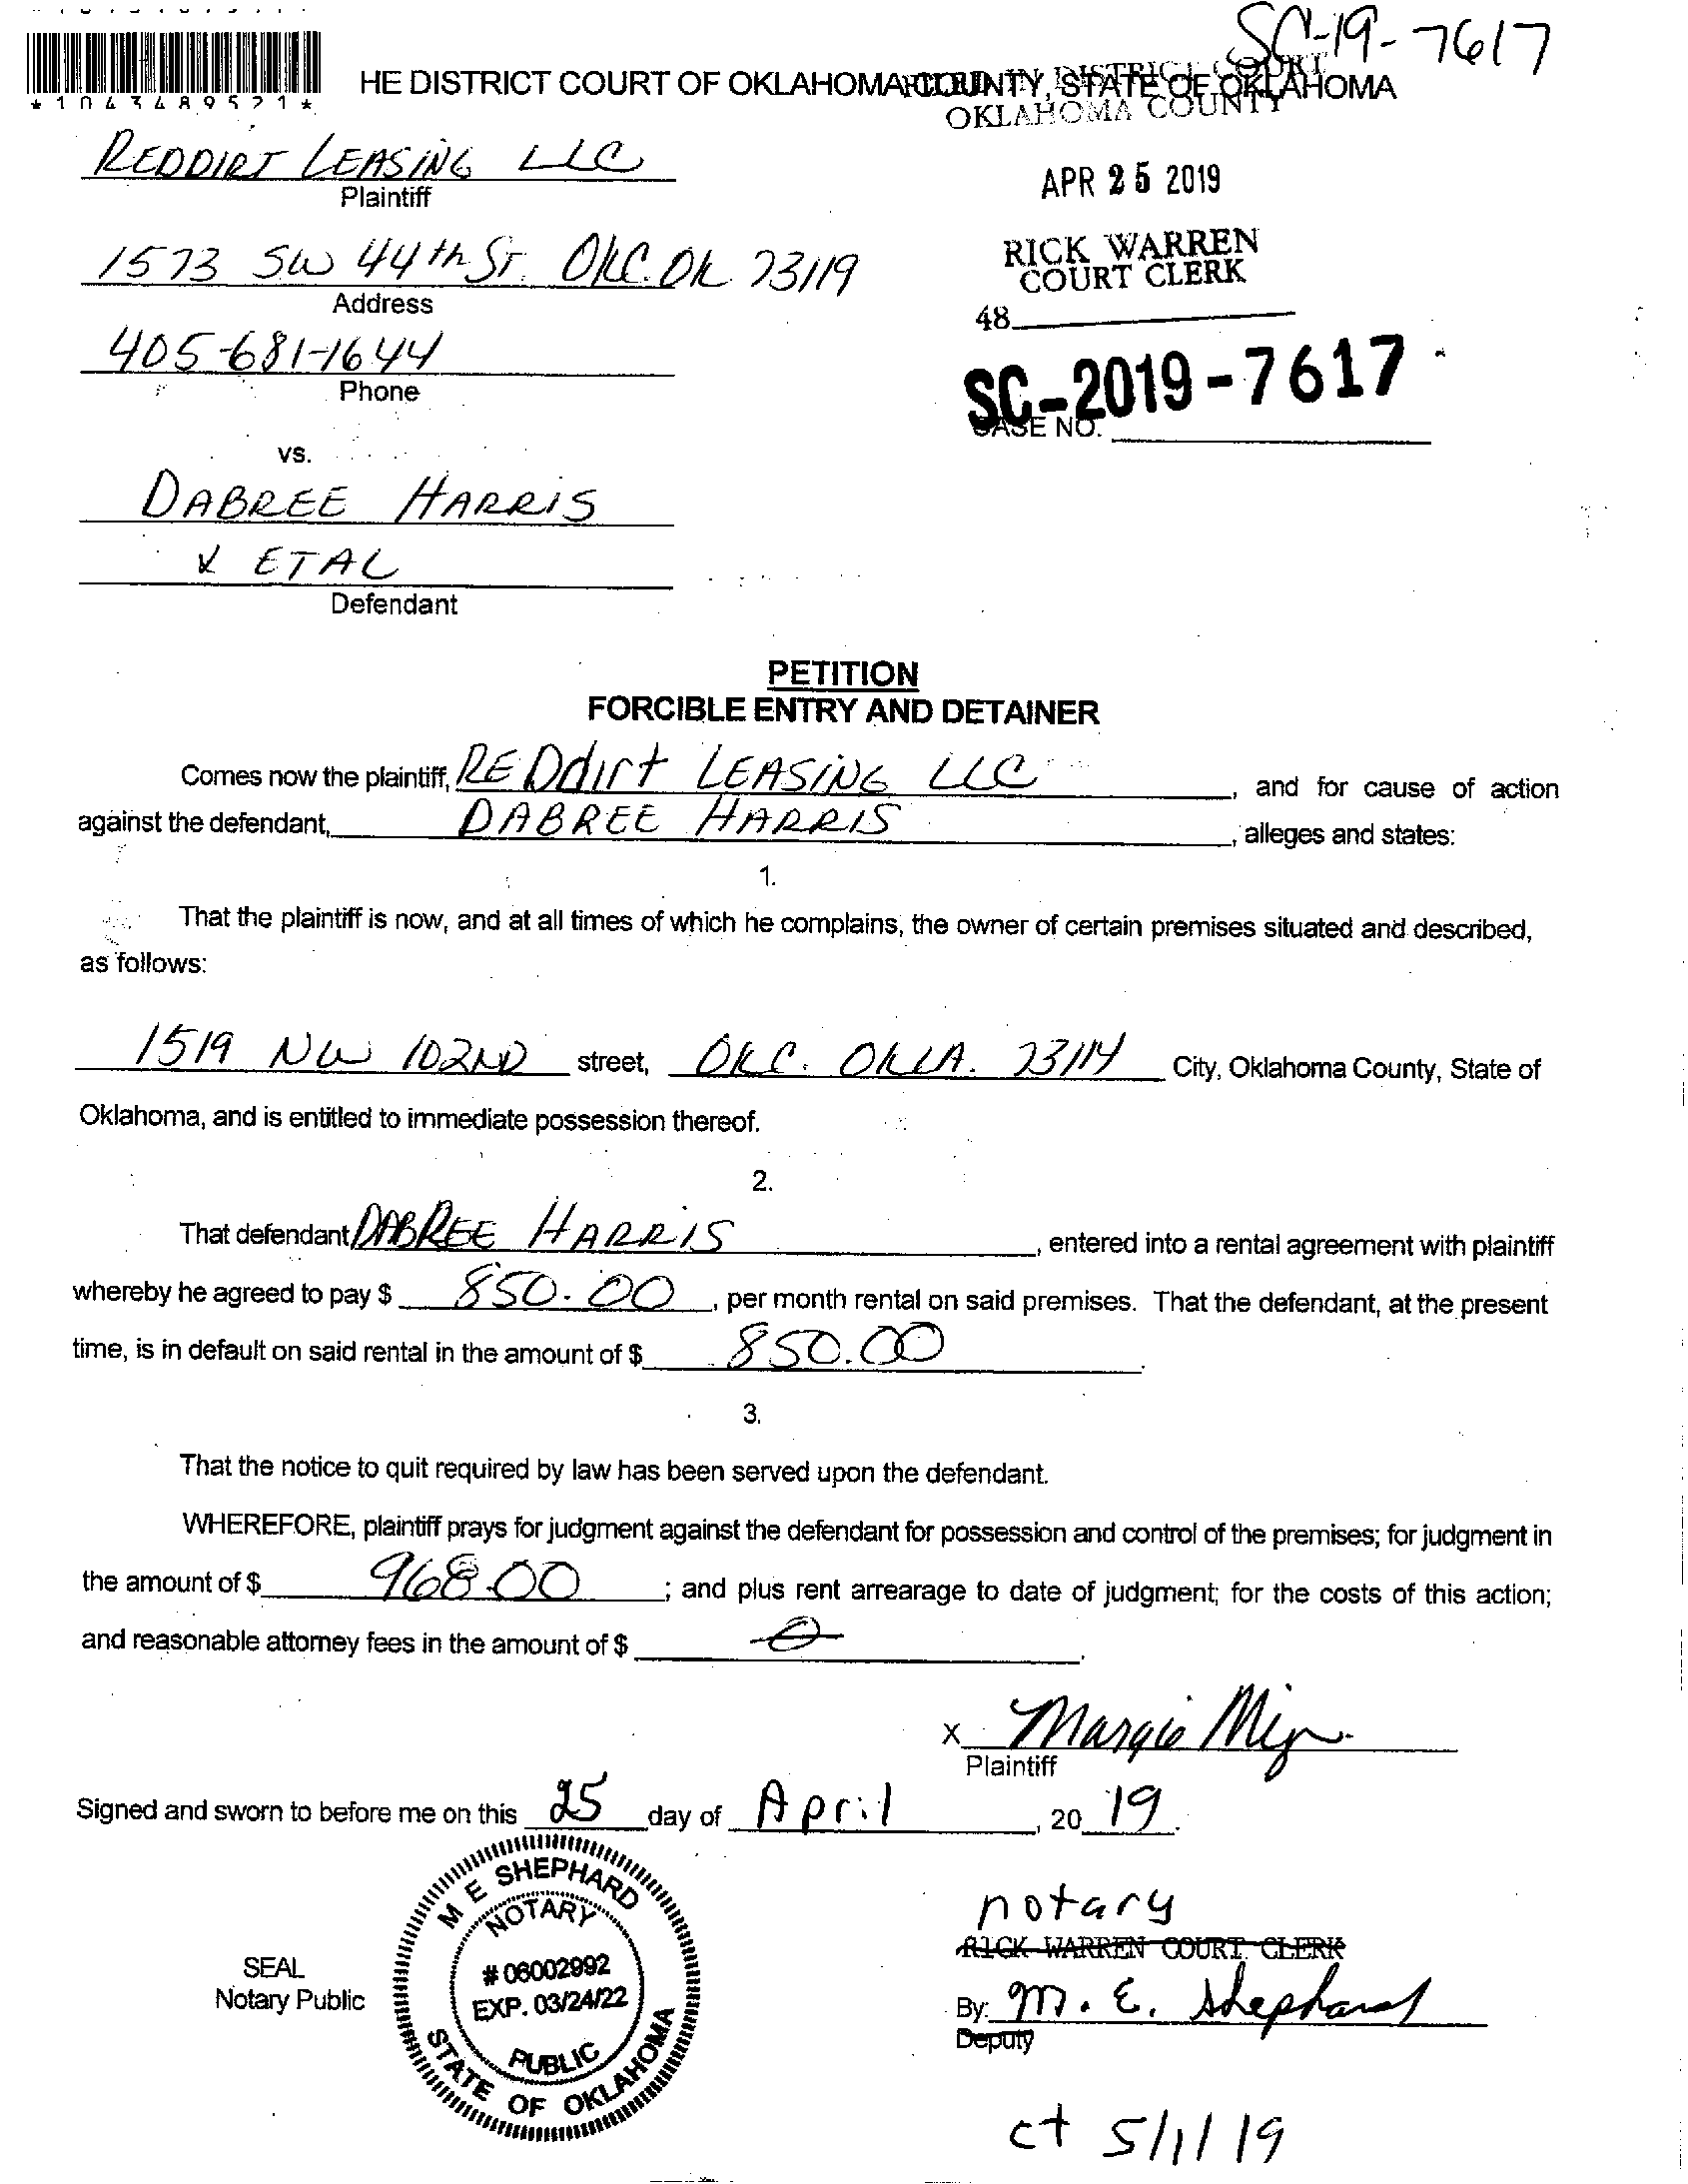 SC-19-7617
*1043489521*
HE DISTRICT COURT OF OKLAHOMA COUNTY, STATE OF OKLAHOMA
FILED IN DISTRICT COURT
OKLAHOMA COUNTY
REDDIRT LEASING LLC
Plaintiff
APR 25 2019
1573 SW 44th ST. OKC. OK 73119
Address
RICK WARREN
COURT CLERK
405-681-1644
Phone
48
SC-2019-7617
CASE NO.
vs.
DABREE HARRIS
& ETAL
Defendant
PETITION
FORCIBLE ENTRY AND DETAINER
Comes now the plaintiff, REDdirt LEASING LLC, and for cause of action
against the defendant, DABREE HARRIS, alleges and states:
1.
That the plaintiff is now, and at all times of which he complains, the owner of certain premises situated and described,
as follows:
1519 NW 102ND street, OKC. OKLA. 73114 City, Oklahoma County, State of
Oklahoma, and is entitled to immediate possession thereof.
2.
That defendant DABREE HARRIS, entered into a rental agreement with plaintiff
whereby he agreed to pay $ 850.00, per month rental on said premises. That the defendant, at the present
time, is in default on said rental in the amount of $ 850.00.
3.
That the notice to quit required by law has been served upon the defendant.
WHEREFORE, plaintiff prays for judgment against the defendant for possession and control of the premises; for judgment in
the amount of $ 968.00; and plus rent arrearage to date of judgment; for the costs of this action;
and reasonable attorney fees in the amount of $ 0.
X Margie
Plaintiff
Signed and sworn to before me on this 25 day of April, 20 19.
M E SHEPHARD
NOTARY
# 06002992
EXP. 03/24/22
PUBLIC
STATE OF OKLAHOMA
SEAL
Notary Public
notary
RICK WARREN COURT CLERK
By: M. E. Shephard
Deputy
ct 5/1/19